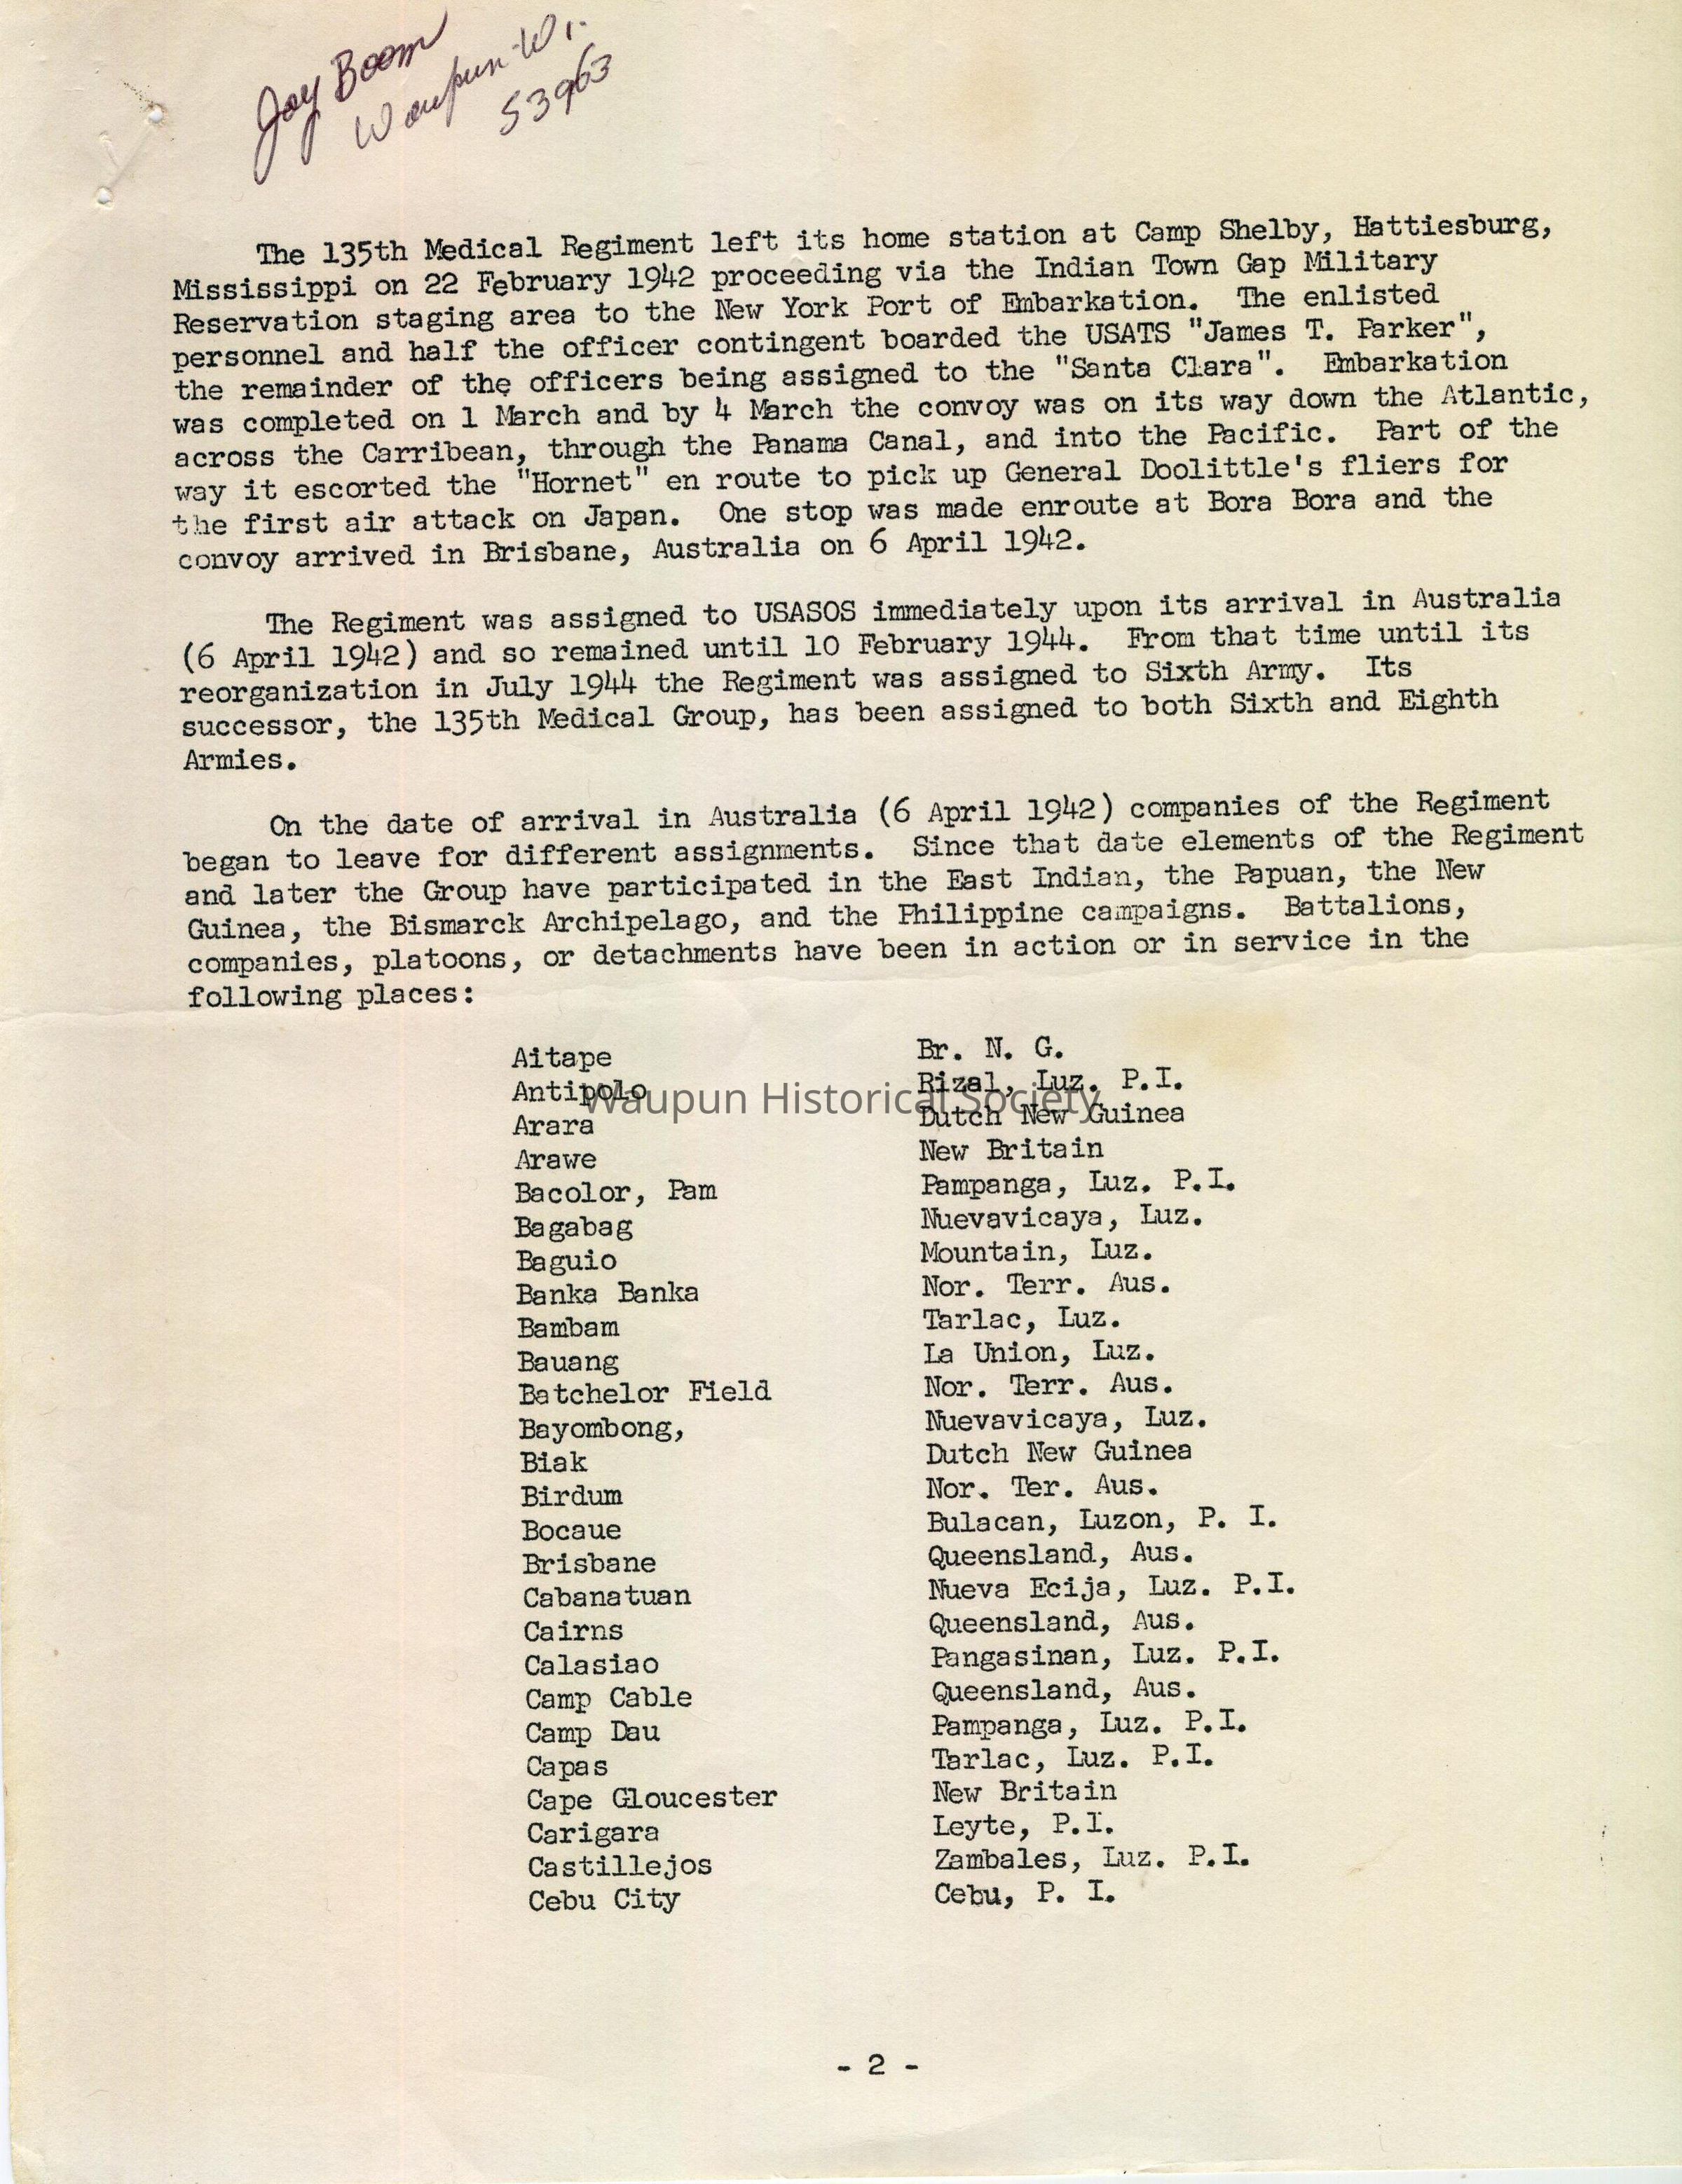 Jay Boom
Waupun Wi.
53963
The 135th Medical Regiment left its home station at Camp Shelby, Hattiesburg,
Mississippi on 22 February 1942 proceeding via the Indian Town Gap Military
Reservation staging area to the New York Port of Embarkation. The enlisted
personnel and half the officer contingent boarded the USATS "James T. Parker",
the remainder of the officers being assigned to the "Santa Clara". Embarkation
was completed on 1 March and by 4 March the convoy was on its way down the Atlantic,
across the Carribean, through the Panama Canal, and into the Pacific. Part of the
way it escorted the "Hornet" en route to pick up General Doolittle's fliers for
the first air attack on Japan. One stop was made enroute at Bora Bora and the
convoy arrived in Brisbane, Australia on 6 April 1942.
The Regiment was assigned to USASOS immediately upon its arrival in Australia
(6 April 1942) and so remained until 10 February 1944. From that time until its
reorganization in July 1944 the Regiment was assigned to Sixth Army. Its
successor, the 135th Medical Group, has been assigned to both Sixth and Eighth
Armies.
On the date of arrival in Australia (6 April 1942) companies of the Regiment
began to leave for different assignments. Since that date elements of the Regiment
and later the Group have participated in the East Indian, the Papuan, the New
Guinea, the Bismarck Archipelago, and the Philippine campaigns. Battalions,
companies, platoons, or detachments have been in action or in service in the
following places:
Aitape Br. N. G.
Antipolo Rizal, Luz. P.I.
Waupun Historical Society
Arara Dutch New Guinea
Arawe New Britain
Bacolor, Pam Pampanga, Luz. P.I.
Bagabag Nuevavicaya, Luz.
Baguio Mountain, Luz.
Banka Banka Nor. Terr. Aus.
Bambam Tarlac, Luz.
Bauang La Union, Luz.
Batchelor Field Nor. Terr. Aus.
Bayombong, Nuevavicaya, Luz.
Biak Dutch New Guinea
Birdum Nor. Ter. Aus.
Bocaue Bulacan, Luzon, P. I.
Brisbane Queensland, Aus.
Cabanatuan Nueva Ecija, Luz. P.I.
Cairns Queensland, Aus.
Calasiao Pangasinan, Luz. P.I.
Camp Cable Queensland, Aus.
Camp Dau Pampanga, Luz. P.I.
Capas Tarlac, Luz. P.I.
Cape Gloucester New Britain
Carigara Leyte, P.I.
Castillejos Zambales, Luz. P.I.
Cebu City Cebu, P. I.
- 2 -